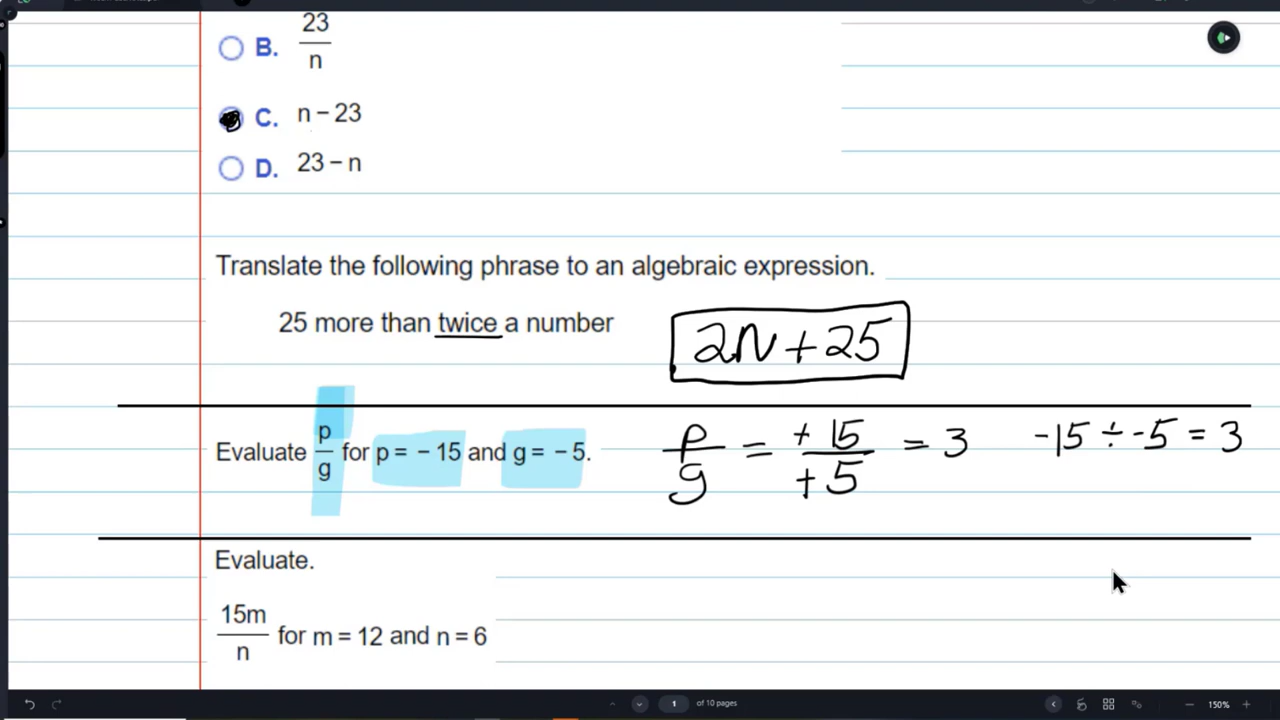 B. 23/n
C. n − 23
D. 23 − n
Translate the following phrase to an algebraic expression.
25 more than twice a number
2n + 25
Evaluate p/g for p = − 15 and g = − 5.
p/g = +15/+5 = 3
-15 ÷ -5 = 3
Evaluate.
15m/n for m = 12 and n = 6
1 of 10 pages
150%